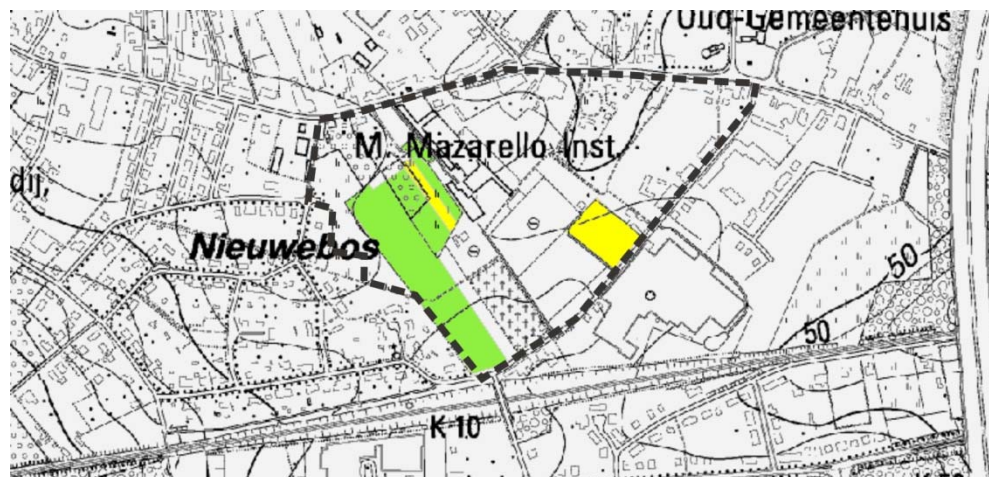 Oud-Gemeentehuis
M. Mazarello Inst.
dij,
Nieuwebos
50
50
K 10